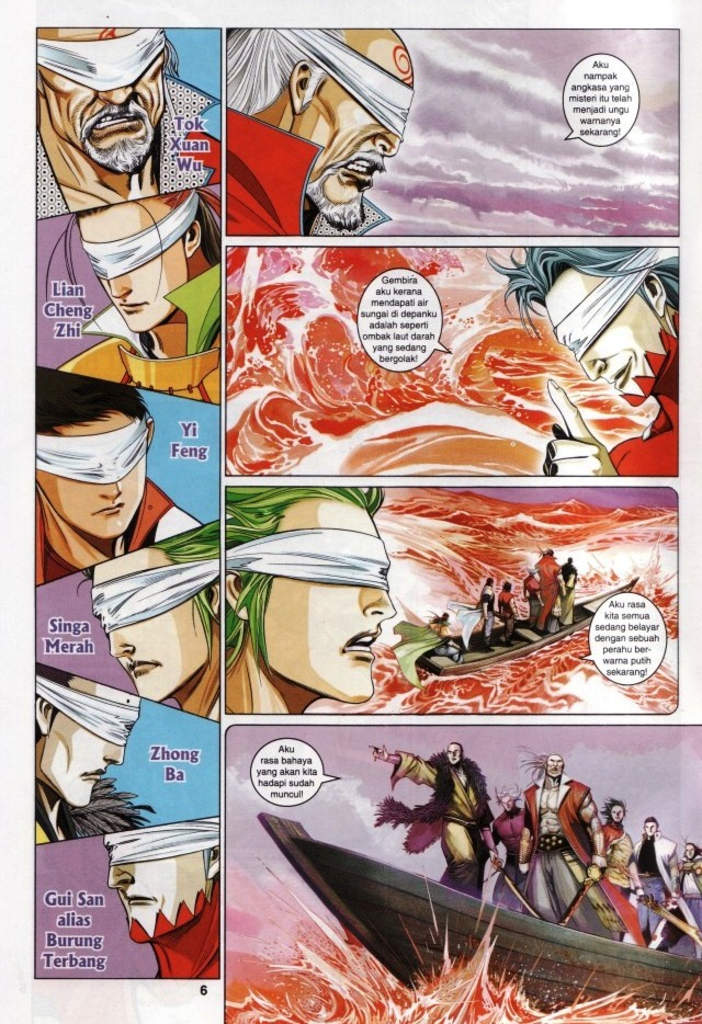 Tok
Xuan
Wu
Lian
Cheng
Zhi
Yi
Feng
Singa
Merah
Zhong
Ba
Gui San
alias
Burung
Terbang
Aku
nampak
angkasa yang
misteri itu telah
menjadi ungu
warnanya
sekarang!
Gembira
aku kerana
mendapati air
sungai di depanku
adalah seperti
ombak laut darah
yang sedang
bergolak!
Aku rasa
kita semua
sedang belayar
dengan sebuah
perahu ber-
warna putih
sekarang!
Aku
rasa bahaya
yang akan kita
hadapi sudah
muncul!
6